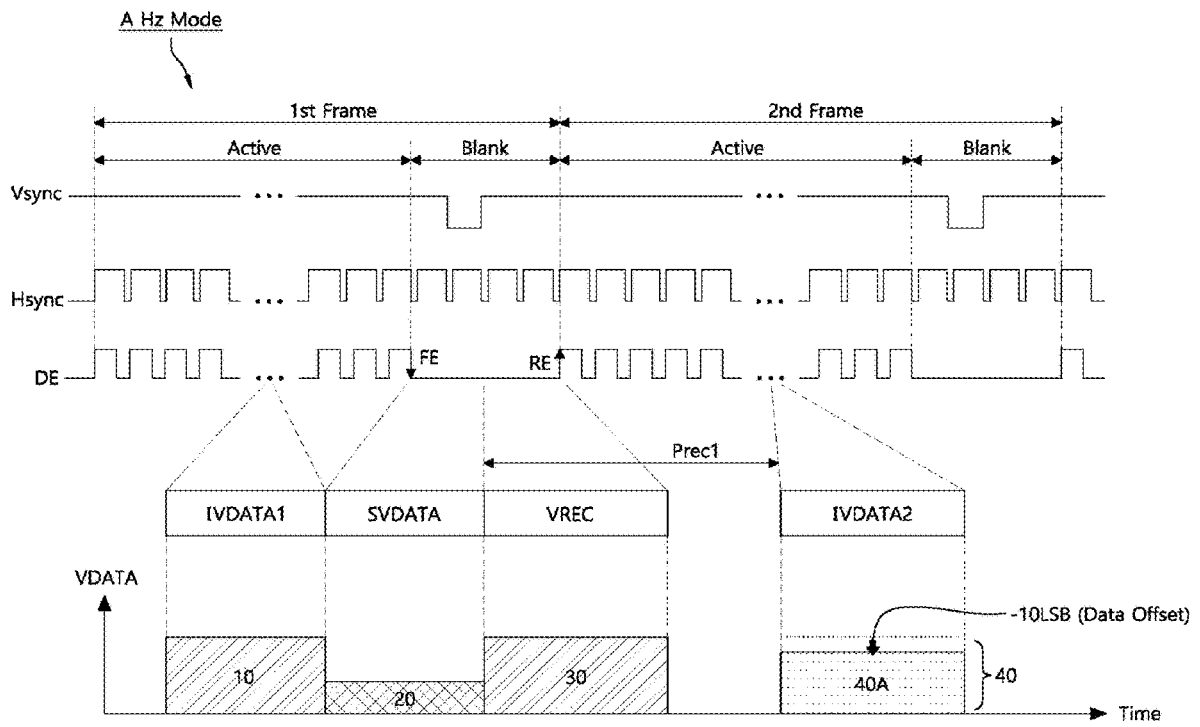 A Hz Mode
1st Frame 2nd Frame
Active Blank Active Blank
Vsync
Hsync
DE FE RE
Prec1
IVDATA1 SVDATA VREC IVDATA2
VDATA
-10LSB (Data Offset)
10 20 30 40A 40
Time